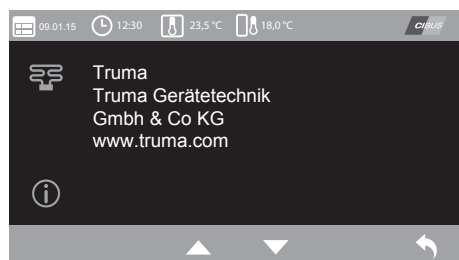 09.01.15 12:30 23,5 °C 18,0 °C CIBUS
Truma
Truma Gerätetechnik
Gmbh & Co KG
www.truma.com